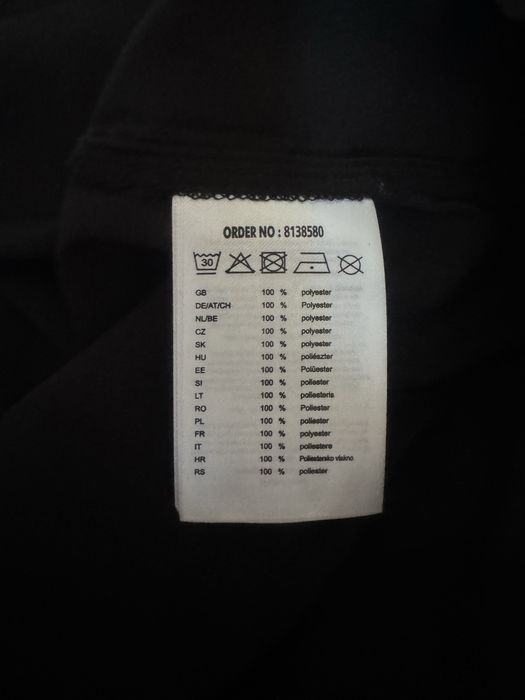 ORDER NO : 8138580
30
GB 100 % polyester
DE/AT/CH 100 % Polyester
NL/BE 100 % polyester
CZ 100 % polyester
SK 100 % polyester
HU 100 % poliészter
EE 100 % Polüester
SI 100 % poliester
LT 100 % poliesteris
RO 100 % Poliester
PL 100 % poliester
FR 100 % polyester
IT 100 % poliestere
HR 100 % Poliestersko vlakno
RS 100 % poliester